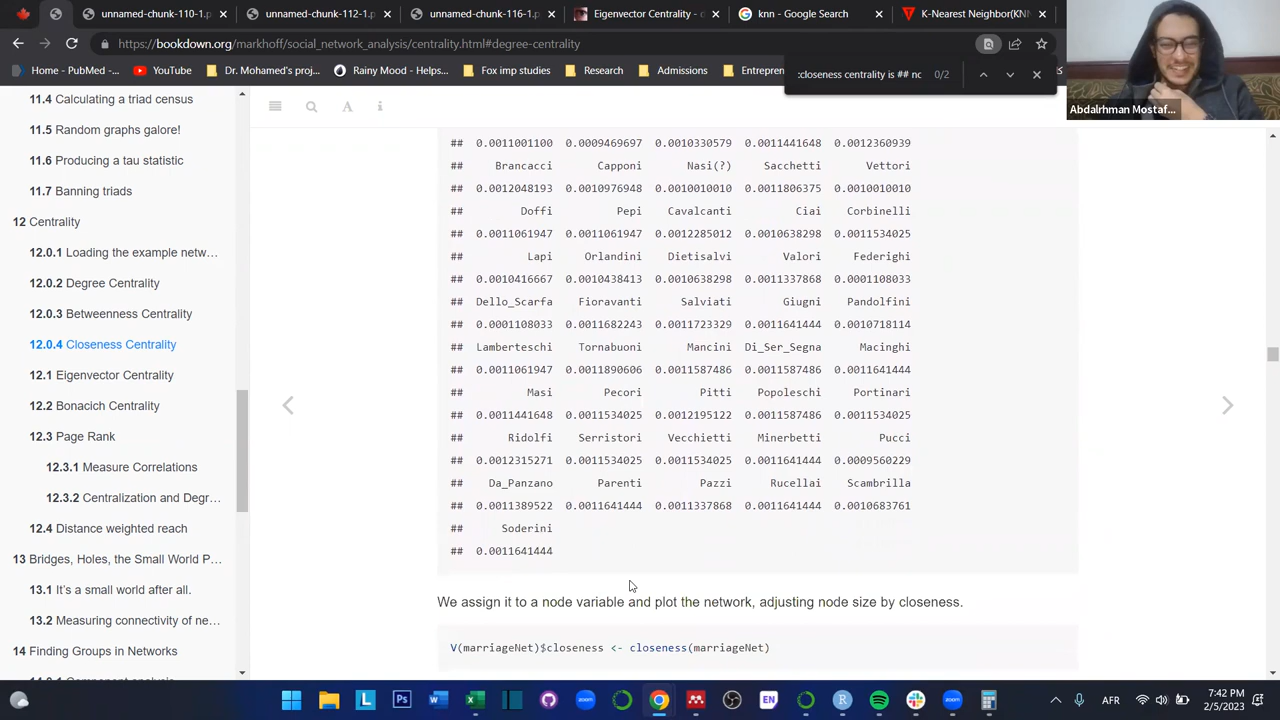 unnamed-chunk-110-1.p
unnamed-chunk-112-1.p
unnamed-chunk-116-1.p
Eigenvector Centrality -
knn - Google Search
K-Nearest Neighbor(KNN
https://bookdown.org/markhoff/social_network_analysis/centrality.html#degree-centrality
Home - PubMed -...
YouTube
Dr. Mohamed's projec...
Rainy Mood - Helpin...
Research
Admissions
Entrepren
:closeness centrality is ## nc 0/2
Abdalrhman Mostaf...
11.4 Calculating a triad census
11.5 Random graphs galore!
11.6 Producing a tau statistic
11.7 Banning triads
12 Centrality
12.0.1 Loading the example netw...
12.0.2 Degree Centrality
12.0.3 Betweenness Centrality
12.0.4 Closeness Centrality
12.1 Eigenvector Centrality
12.2 Bonacich Centrality
12.3 Page Rank
12.3.1 Measure Correlations
12.3.2 Centralization and Degr...
12.4 Distance weighted reach
13 Bridges, Holes, the Small World P...
13.1 It's a small world after all.
13.2 Measuring connectivity of ne...
14 Finding Groups in Networks
## 0.0011001100 0.0009469697 0.0010330579 0.0011441648 0.0012360939
## Brancacci Capponi Nasi(?) Sacchetti Vettori
## 0.0012048193 0.0010976948 0.0010010010 0.0011806375 0.0010010010
## Doffi Pepi Cavalcanti Ciai Corbinelli
## 0.0011061947 0.0011061947 0.0012285012 0.0010638298 0.0011534025
## Lapi Orlandini Dietisalvi Valori Federighi
## 0.0010416667 0.0010438413 0.0010638298 0.0011337868 0.0001108033
## Dello_Scarfa Fioravanti Salviati Giugni Pandolfini
## 0.0001108033 0.0011682243 0.0011723329 0.0011641444 0.0010718114
## Lamberteschi Tornabuoni Mancini Di_Ser_Segna Macinghi
## 0.0011061947 0.0011890606 0.0011587486 0.0011587486 0.0011641444
## Masi Pecori Pitti Popoleschi Portinari
## 0.0011441648 0.0011534025 0.0012195122 0.0011587486 0.0011534025
## Ridolfi Serristori Vecchietti Minerbetti Pucci
## 0.0012315271 0.0011534025 0.0011534025 0.0011641444 0.0009560229
## Da_Panzano Parenti Pazzi Rucellai Scambrilla
## 0.0011389522 0.0011641444 0.0011337868 0.0011641444 0.0010683761
## Soderini
## 0.0011641444
We assign it to a node variable and plot the network, adjusting node size by closeness.
V(marriageNet)$closeness <- closeness(marriageNet)
AFR
7:42 PM
2/5/2023